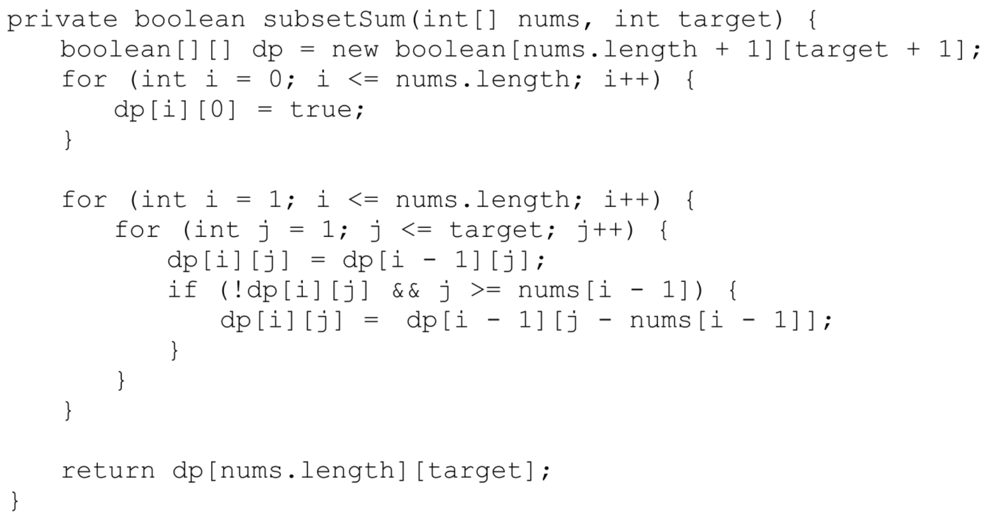 private boolean subsetSum(int[] nums, int target) {
    boolean[][] dp = new boolean[nums.length + 1][target + 1];
    for (int i = 0; i <= nums.length; i++) {
        dp[i][0] = true;
    }

    for (int i = 1; i <= nums.length; i++) {
        for (int j = 1; j <= target; j++) {
            dp[i][j] = dp[i - 1][j];
            if (!dp[i][j] && j >= nums[i - 1]) {
                dp[i][j] =  dp[i - 1][j - nums[i - 1]];
            }
        }
    }

    return dp[nums.length][target];
}